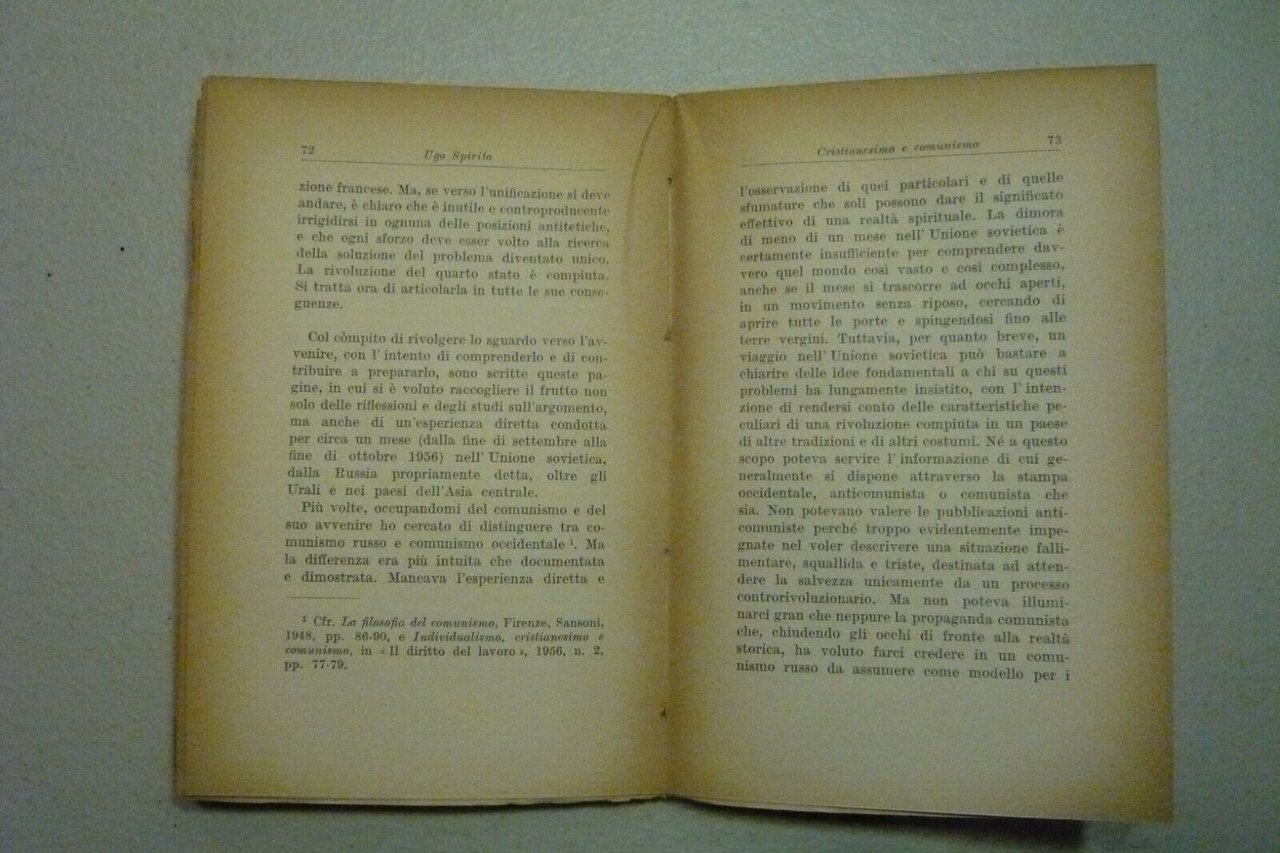 72
Ugo Spirito
zione francese. Ma, se verso l'unificazione si deve
andare, è chiaro che è inutile e controproducente
irrigidirsi in ognuna delle posizioni antitetiche,
e che ogni sforzo deve esser volto alla ricerca
della soluzione del problema diventato unico.
La rivoluzione del quarto stato è compiuta.
Si tratta ora di articolarla in tutte le sue conse-
guenze.
Col còmpito di rivolgere lo sguardo verso l'av-
venire, con l'intento di comprenderlo e di con-
tribuire a prepararlo, sono scritte queste pa-
gine, in cui si è voluto raccogliere il frutto non
solo delle riflessioni e degli studi sull'argomento,
ma anche di un'esperienza diretta condotta
per circa un mese (dalla fine di settembre alla
fine di ottobre 1956) nell'Unione sovietica,
dalla Russia propriamente detta, oltre gli
Urali e nei paesi dell'Asia centrale.
Più volte, occupandomi del comunismo e del
suo avvenire ho cercato di distinguere tra co-
munismo russo e comunismo occidentale ¹. Ma
la differenza era più intuita che documentata
e dimostrata. Mancava l'esperienza diretta e
¹ Cfr. La filosofia del comunismo, Firenze, Sansoni,
1948, pp. 86-90, e Individualismo, cristianesimo e
comunismo, in « Il diritto del lavoro », 1956, n. 2,
pp. 77-79.
Cristianesimo e comunismo
73
l'osservazione di quei particolari e di quelle
sfumature che soli possono dare il significato
effettivo di una realtà spirituale. La dimora
di meno di un mese nell'Unione sovietica è
certamente insufficiente per comprendere dav-
vero quel mondo così vasto e così complesso,
anche se il mese si trascorre ad occhi aperti,
in un movimento senza riposo, cercando di
aprire tutte le porte e spingendosi fino alle
terre vergini. Tuttavia, per quanto breve, un
viaggio nell'Unione sovietica può bastare a
chiarire delle idee fondamentali a chi su questi
problemi ha lungamente insistito, con l'inten-
zione di rendersi conto delle caratteristiche pe-
culiari di una rivoluzione compiuta in un paese
di altre tradizioni e di altri costumi. Né a questo
scopo poteva servire l'informazione di cui ge-
neralmente si dispone attraverso la stampa
occidentale, anticomunista o comunista che
sia. Non potevano valere le pubblicazioni anti-
comuniste perché troppo evidentemente impe-
gnate nel voler descrivere una situazione falli-
mentare, squallida e triste, destinata ad atten-
dere la salvezza unicamente da un processo
controrivoluzionario. Ma non poteva illumi-
narci gran che neppure la propaganda comunista
che, chiudendo gli occhi di fronte alla realtà
storica, ha voluto farci credere in un comu-
nismo russo da assumere come modello per i